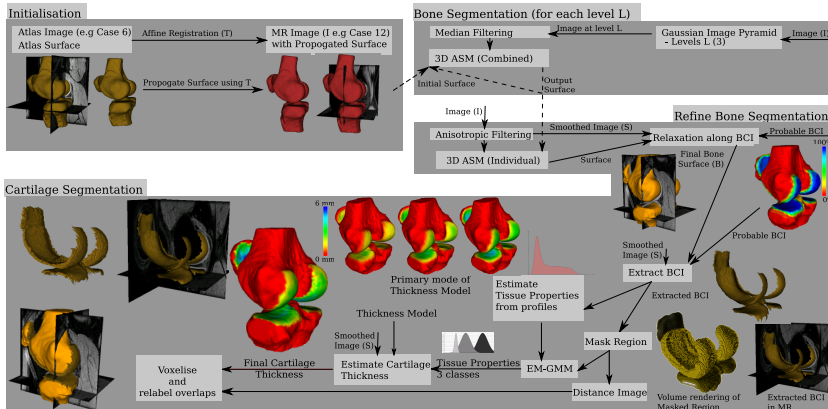 Initialisation
Atlas Image (e.g Case 6)
Atlas Surface
Affine Registration (T)
MR Image (I e.g Case 12)
with Propogated Surface
Propogate Surface using T
Bone Segmentation (for each level L)
Median Filtering
Image at level L
Gaussian Image Pyramid
- Levels L (3)
Image (I)
3D ASM (Combined)
Initial Surface
Output
Surface
Image (I)
Refine Bone Segmentation
Anisotropic Filtering
Smoothed Image (S)
Relaxation along BCI
Probable BCI
3D ASM (Individual)
Surface
Final Bone
Surface (B)
100%
0%
Probable BCI
Smoothed
Image (S)
Extract BCI
Extracted BCI
Cartilage Segmentation
6 mm
0 mm
Primary mode of
Thickness Model
Estimate
Tissue Properties
from profiles
Thickness Model
Smoothed
Image (S)
Mask Region
Voxelise
and
relabel overlaps
Final Cartilage
Thickness
Estimate Cartilage
Thickness
Tissue Properties
3 classes
EM-GMM
Distance Image
Volume rendering of
Masked Region
Extracted BCI
in MR